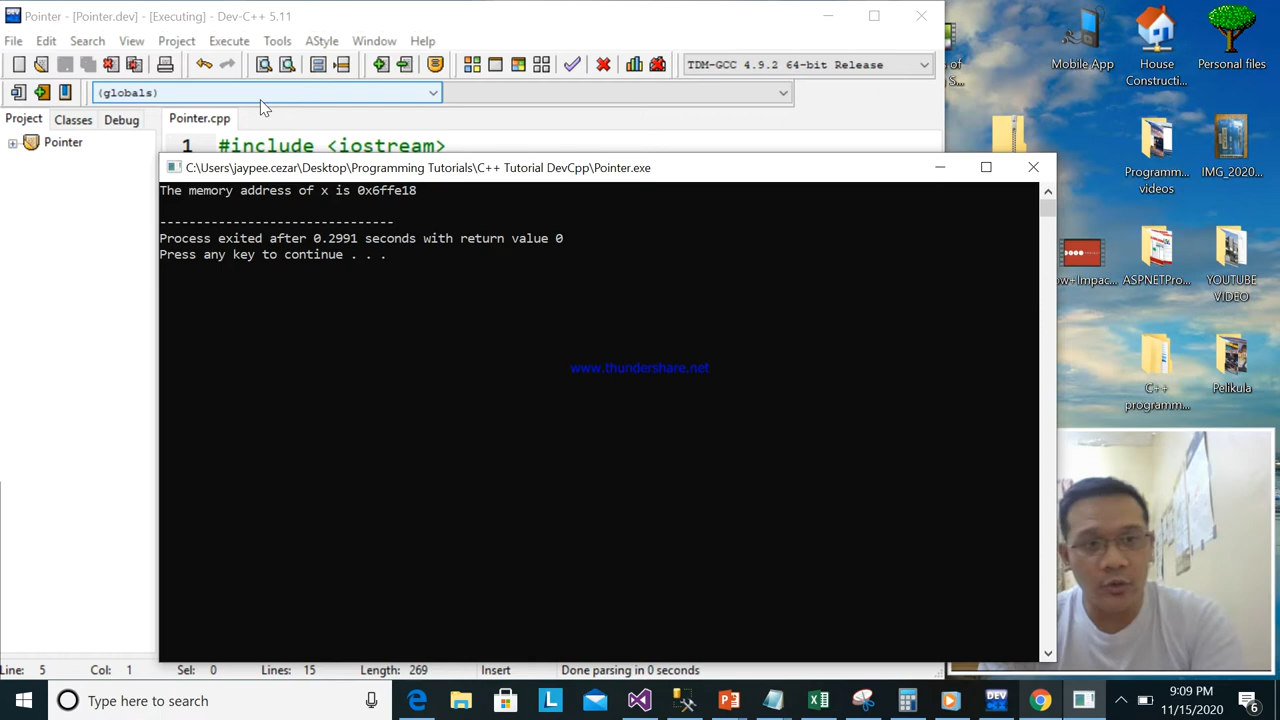 Pointer - [Pointer.dev] - [Executing] - Dev-C++ 5.11
File Edit Search View Project Execute Tools AStyle Window Help
TDM-GCC 4.9.2 64-bit Release
(globals)
Project Classes Debug
Pointer.cpp
Pointer
1 #include <iostream>
C:\Users\jaypee.cezar\Desktop\Programming Tutorials\C++ Tutorial DevCpp\Pointer.exe
The memory address of x is 0x6ffe18
--------------------------------
Process exited after 0.2991 seconds with return value 0
Press any key to continue . . .
www.thundershare.net
Line: 5 Col: 1 Sel: 0 Lines: 15 Length: 269 Insert Done parsing in 0 seconds
Mobile App
House
Constructi...
Personal files
Programm...
videos
IMG_2020...
ASPNETPro...
YOUTUBE
VIDEO
C++
programm...
Pelikula
Type here to search
DEV
9:09 PM
11/15/2020
6